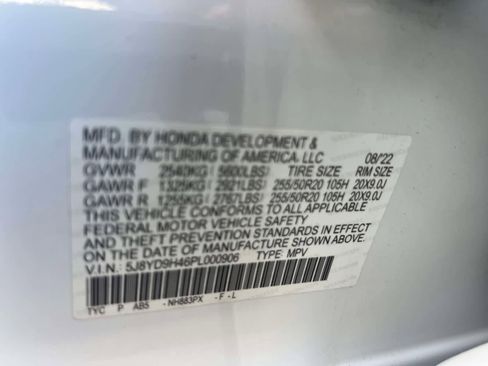 MFD. BY HONDA DEVELOPMENT &
MANUFACTURING OF AMERICA, LLC 08/22
GVWR 2540KG ( 5600LBS) TIRE SIZE RIM SIZE
GAWR F 1325KG ( 2921LBS) 255/50R20 105H 20X9.0J
GAWR R 1255KG ( 2767LBS) 255/50R20 105H 20X9.0J
THIS VEHICLE CONFORMS TO ALL APPLICABLE
FEDERAL MOTOR VEHICLE SAFETY
AND THEFT PREVENTION STANDARDS IN EFFECT
ON THE DATE OF MANUFACTURE SHOWN ABOVE.
V.I.N.: 5J8YD9H46PL000906 TYPE: MPV
TYC P ABS -NH883PX -F-L